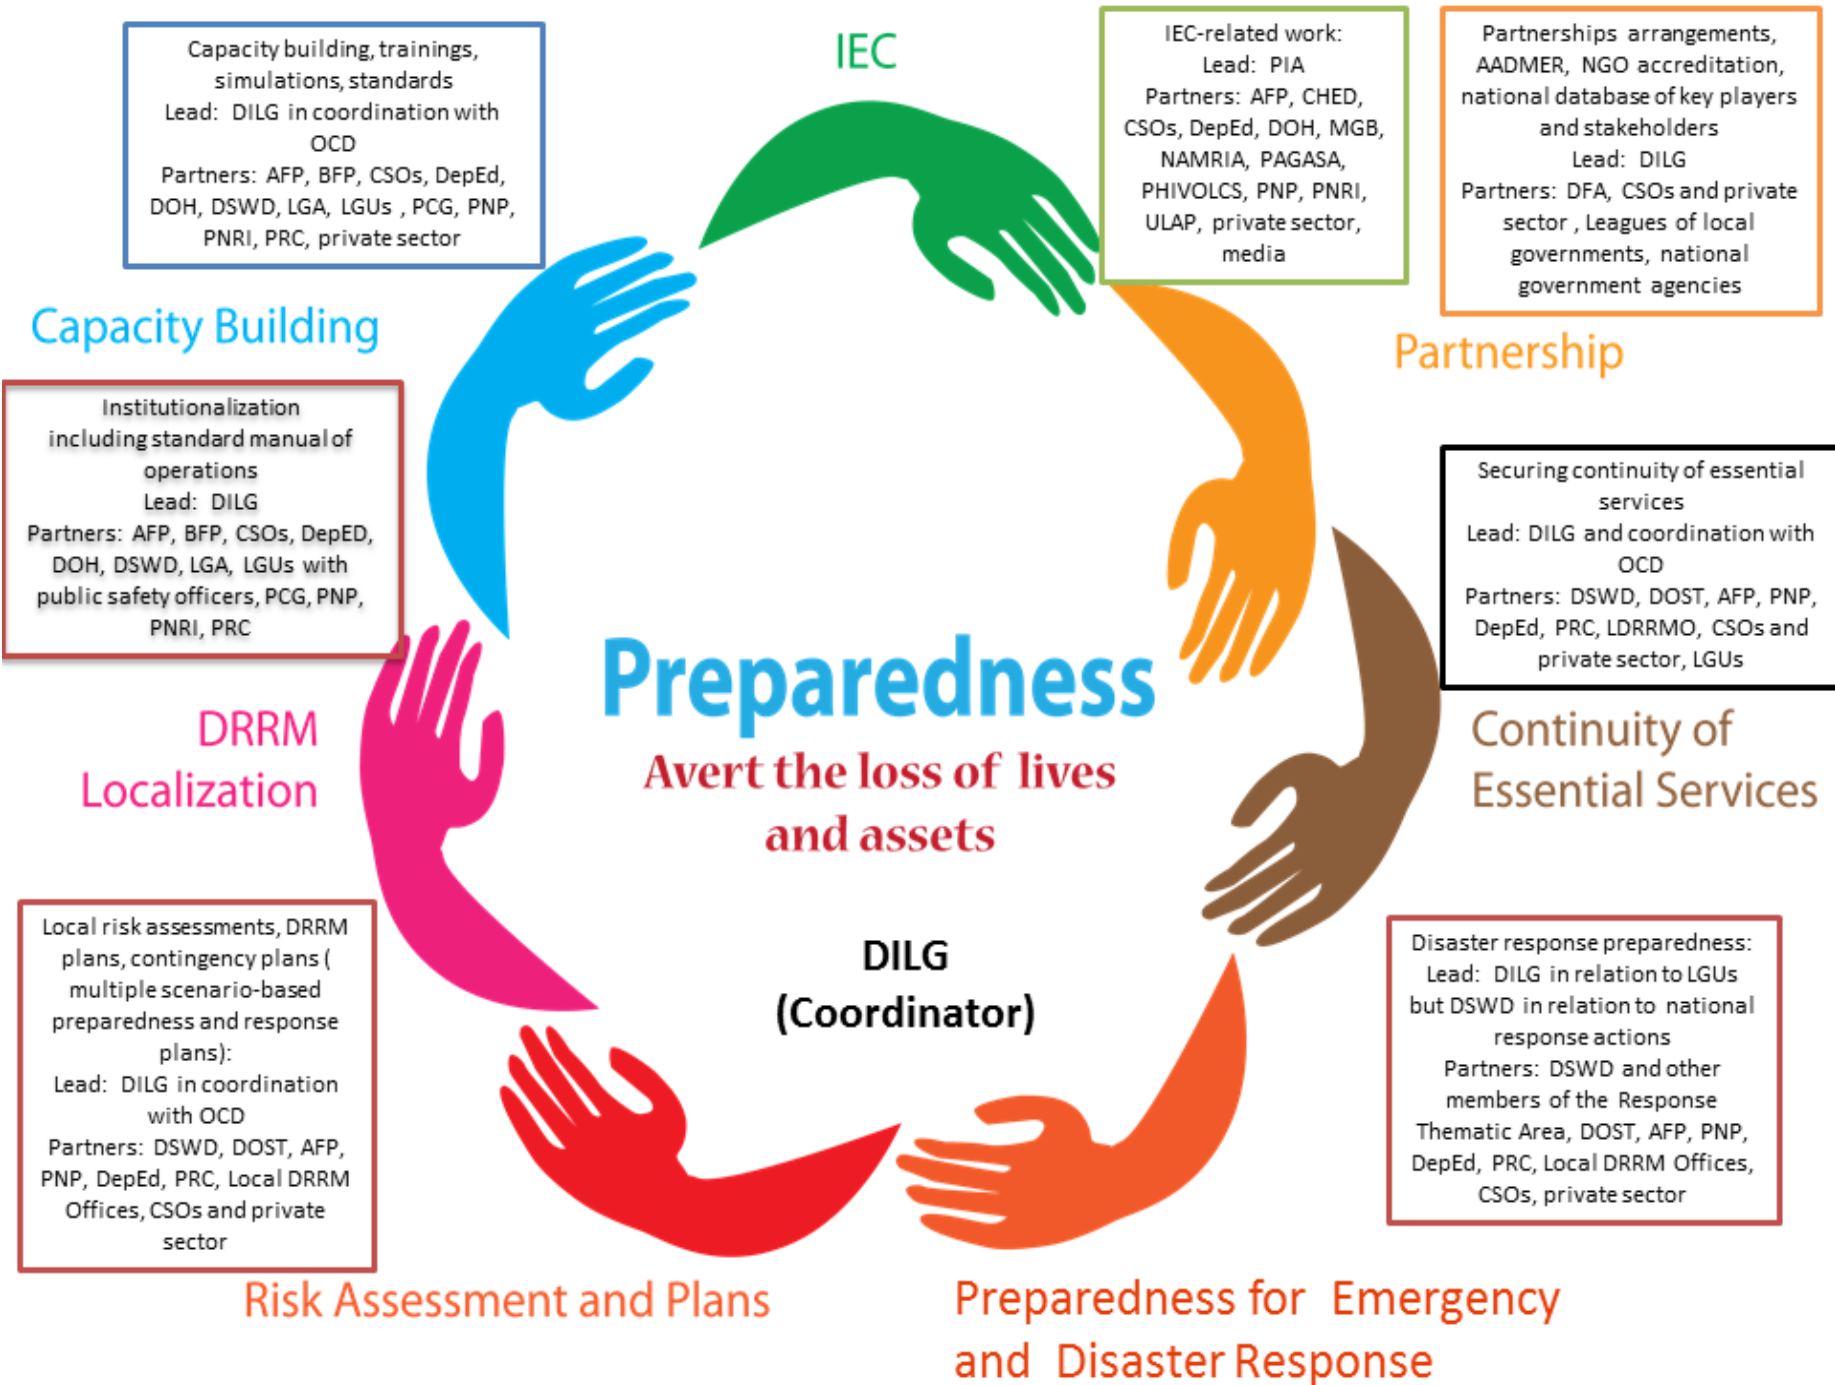 Capacity building, trainings,
simulations, standards
Lead: DILG in coordination with
OCD
Partners: AFP, BFP, CSOs, DepEd,
DOH, DSWD, LGA, LGUs , PCG, PNP,
PNRI, PRC, private sector
IEC
IEC-related work:
Lead: PIA
Partners: AFP, CHED,
CSOs, DepEd, DOH, MGB,
NAMRIA, PAGASA,
PHIVOLCS, PNP, PNRI,
ULAP, private sector,
media
Partnerships arrangements,
AADMER, NGO accreditation,
national database of key players
and stakeholders
Lead: DILG
Partners: DFA, CSOs and private
sector , Leagues of local
governments, national
government agencies
Capacity Building
Partnership
Institutionalization
including standard manual of
operations
Lead: DILG
Partners: AFP, BFP, CSOs, DepED,
DOH, DSWD, LGA, LGUs with
public safety officers, PCG, PNP,
PNRI, PRC
Securing continuity of essential
services
Lead: DILG and coordination with
OCD
Partners: DSWD, DOST, AFP, PNP,
DepEd, PRC, LDRRMO, CSOs and
private sector, LGUs
Preparedness
Avert the loss of lives
and assets
DRRM
Localization
Continuity of
Essential Services
DILG
(Coordinator)
Local risk assessments, DRRM
plans, contingency plans (
multiple scenario-based
preparedness and response
plans):
Lead: DILG in coordination
with OCD
Partners: DSWD, DOST, AFP,
PNP, DepEd, PRC, Local DRRM
Offices, CSOs and private
sector
Disaster response preparedness:
Lead: DILG in relation to LGUs
but DSWD in relation to national
response actions
Partners: DSWD and other
members of the Response
Thematic Area, DOST, AFP, PNP,
DepEd, PRC, Local DRRM Offices,
CSOs, private sector
Risk Assessment and Plans
Preparedness for Emergency
and Disaster Response